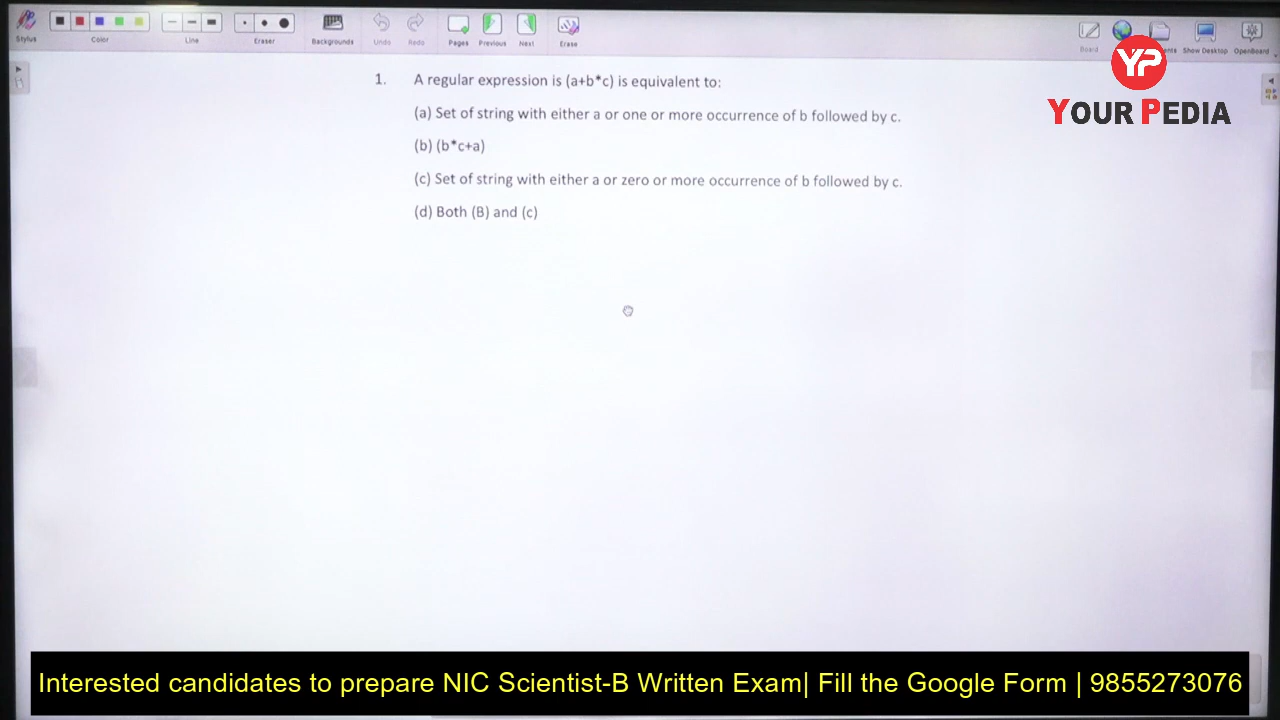 Stylus
Color
Line
Eraser
Backgrounds
Undo
Redo
Pages
Previous
Next
Erase
Board
Show Desktop
OpenBoard
YP
YOUR PEDIA
1. A regular expression is (a+b*c) is equivalent to:
(a) Set of string with either a or one or more occurrence of b followed by c.
(b) (b*c+a)
(c) Set of string with either a or zero or more occurrence of b followed by c.
(d) Both (B) and (c)
Interested candidates to prepare NIC Scientist-B Written Exam| Fill the Google Form | 9855273076